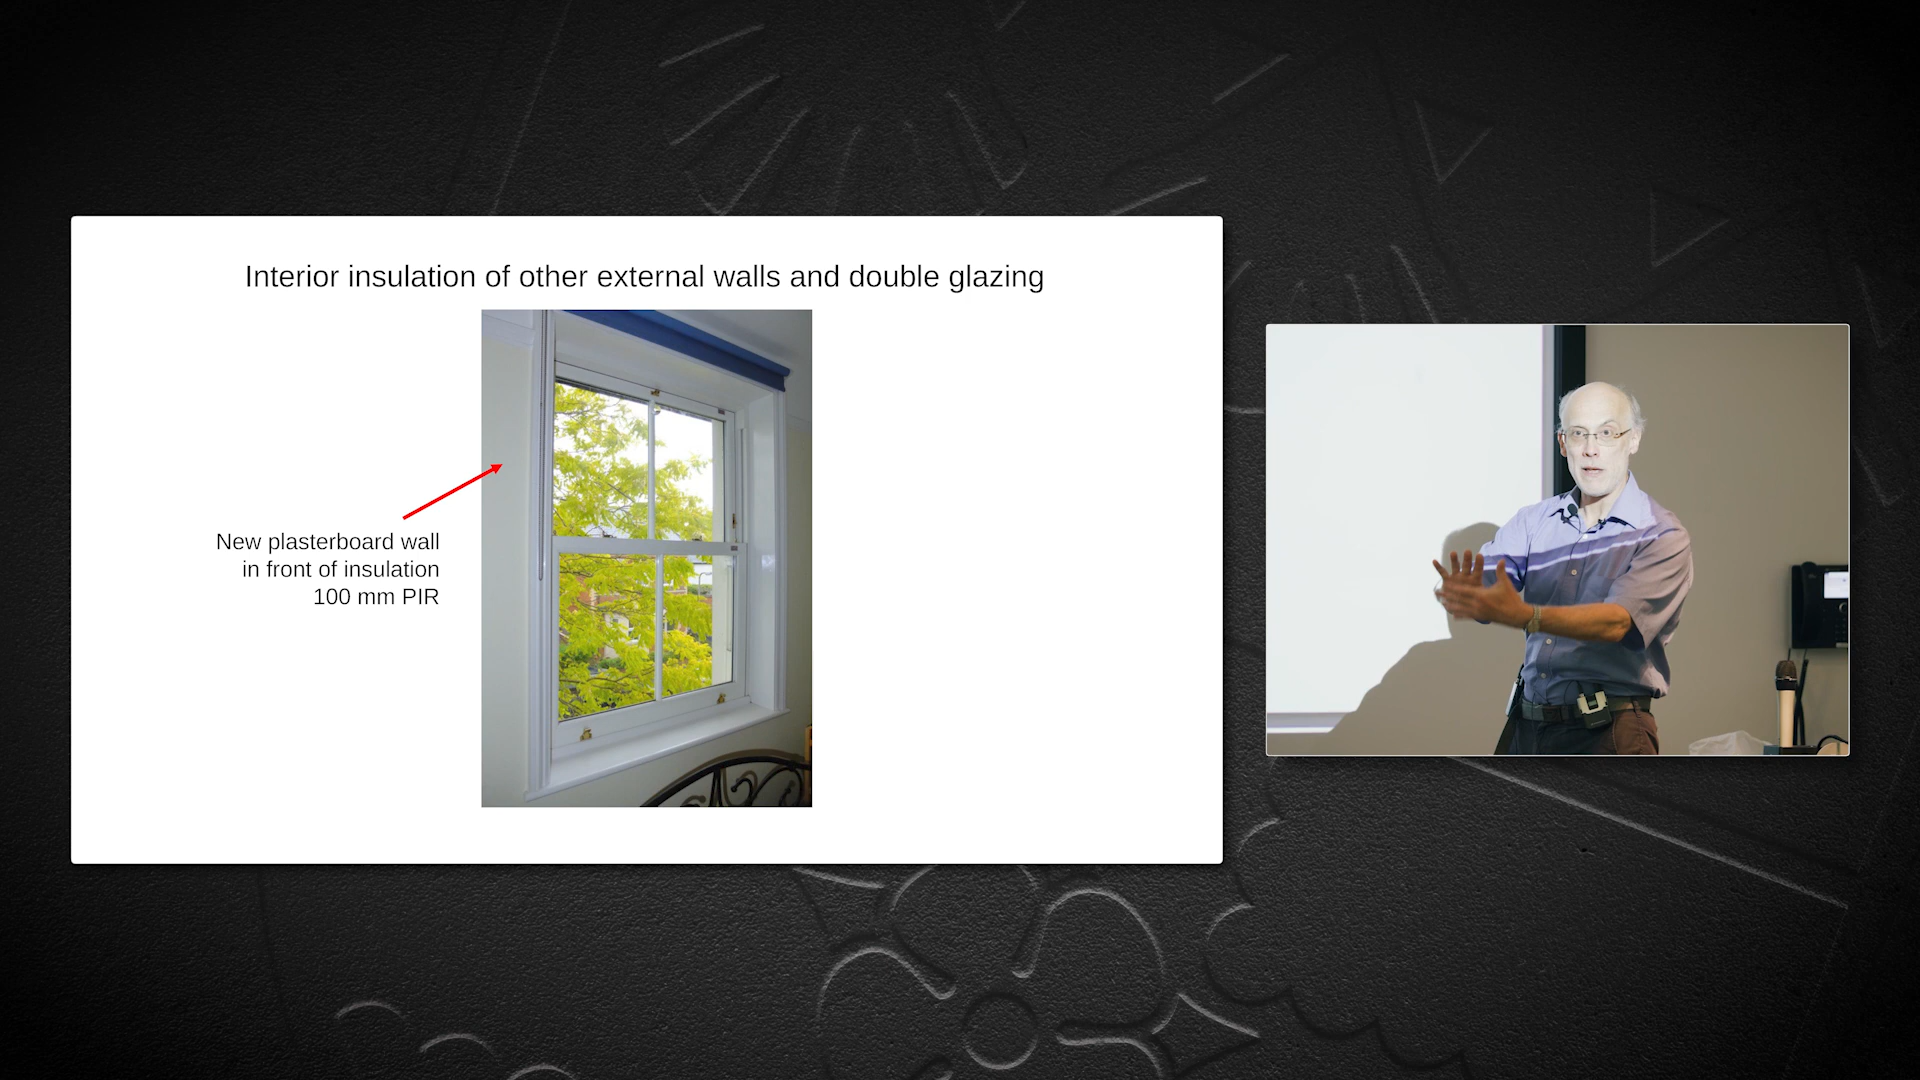 Interior insulation of other external walls and double glazing
New plasterboard wall
in front of insulation
100 mm PIR